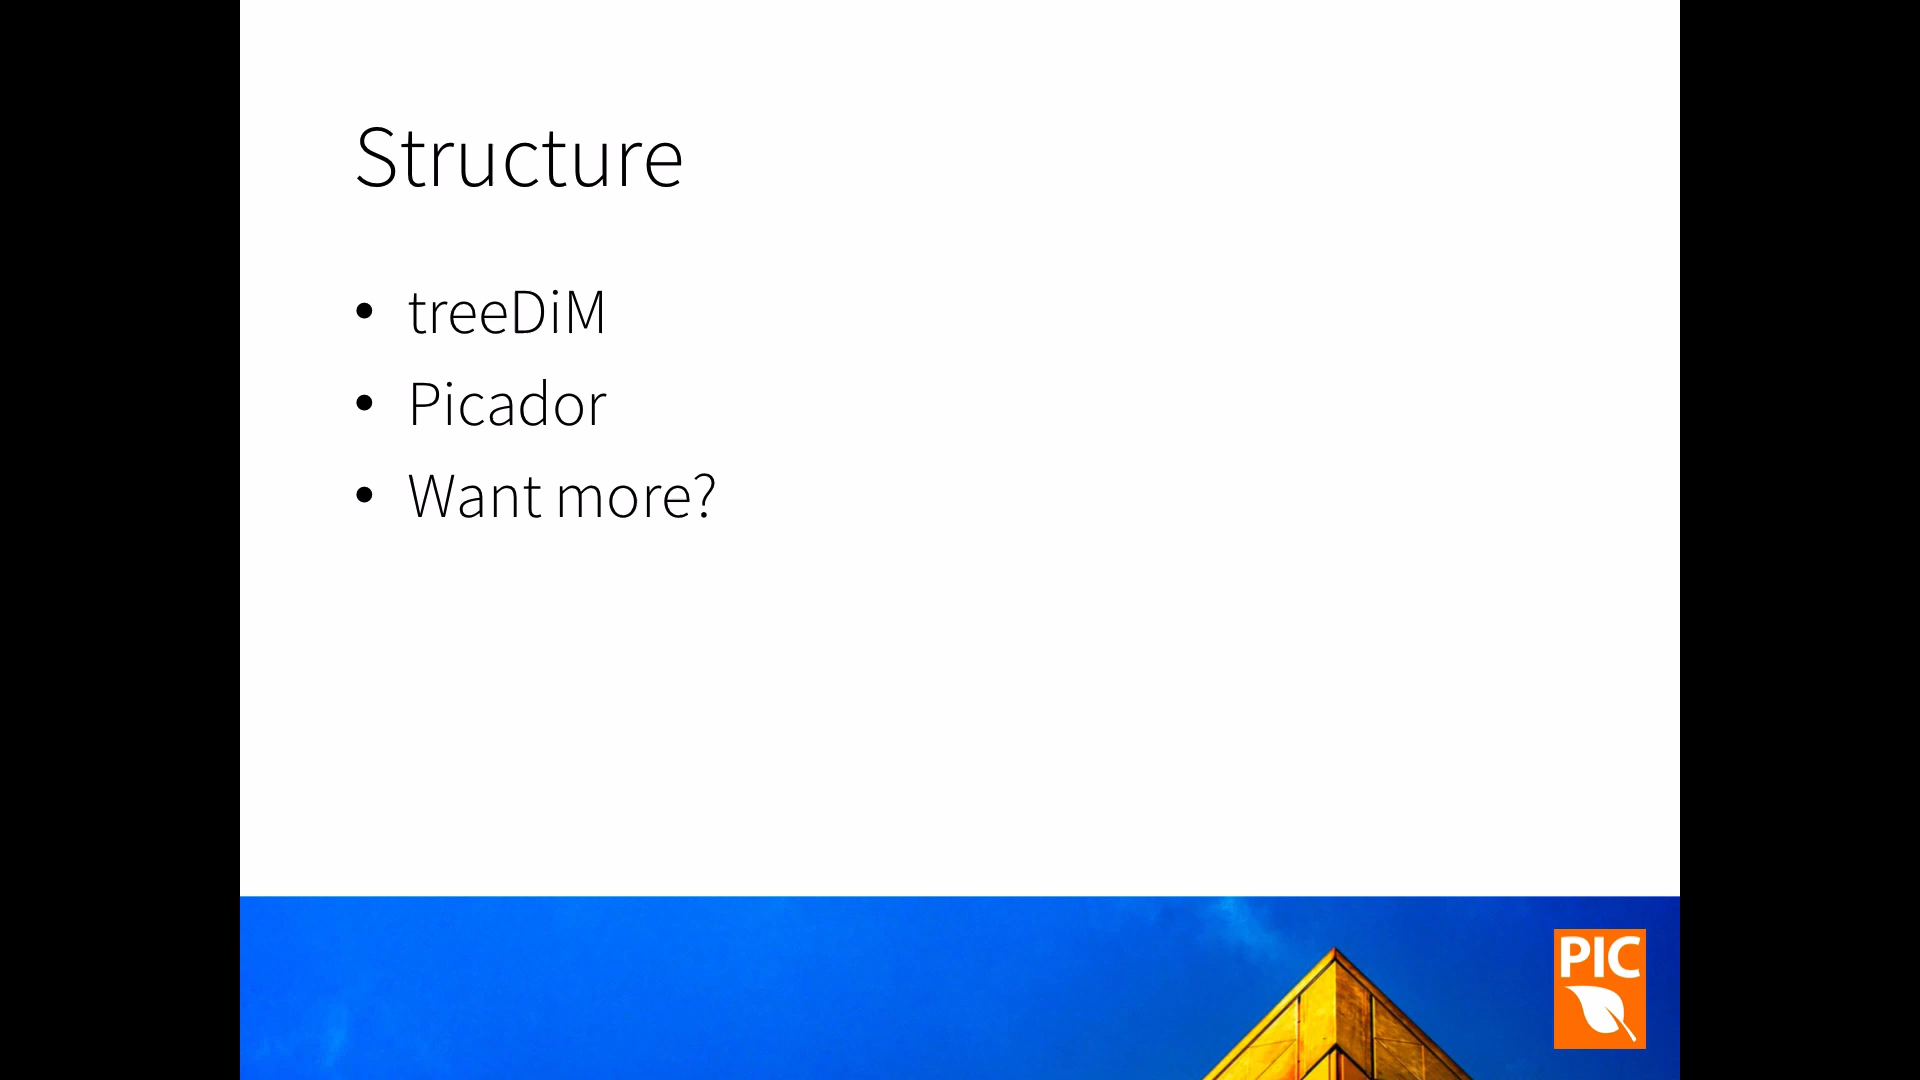 Structure
• treeDiM
• Picador
• Want more?
PIC